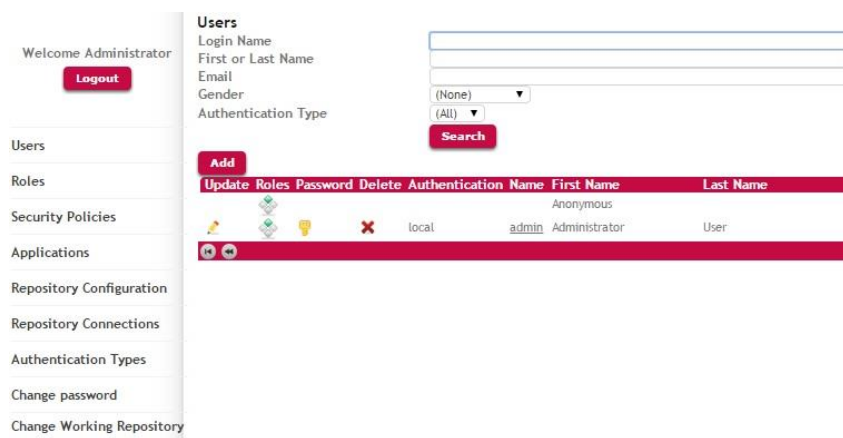 Welcome Administrator
Logout
Users
Roles
Security Policies
Applications
Repository Configuration
Repository Connections
Authentication Types
Change password
Change Working Repository
Users
Login Name
First or Last Name
Email
Gender (None)
Authentication Type (All)
Search
Add
Update Roles Password Delete Authentication Name First Name Last Name
Anonymous
local admin Administrator User